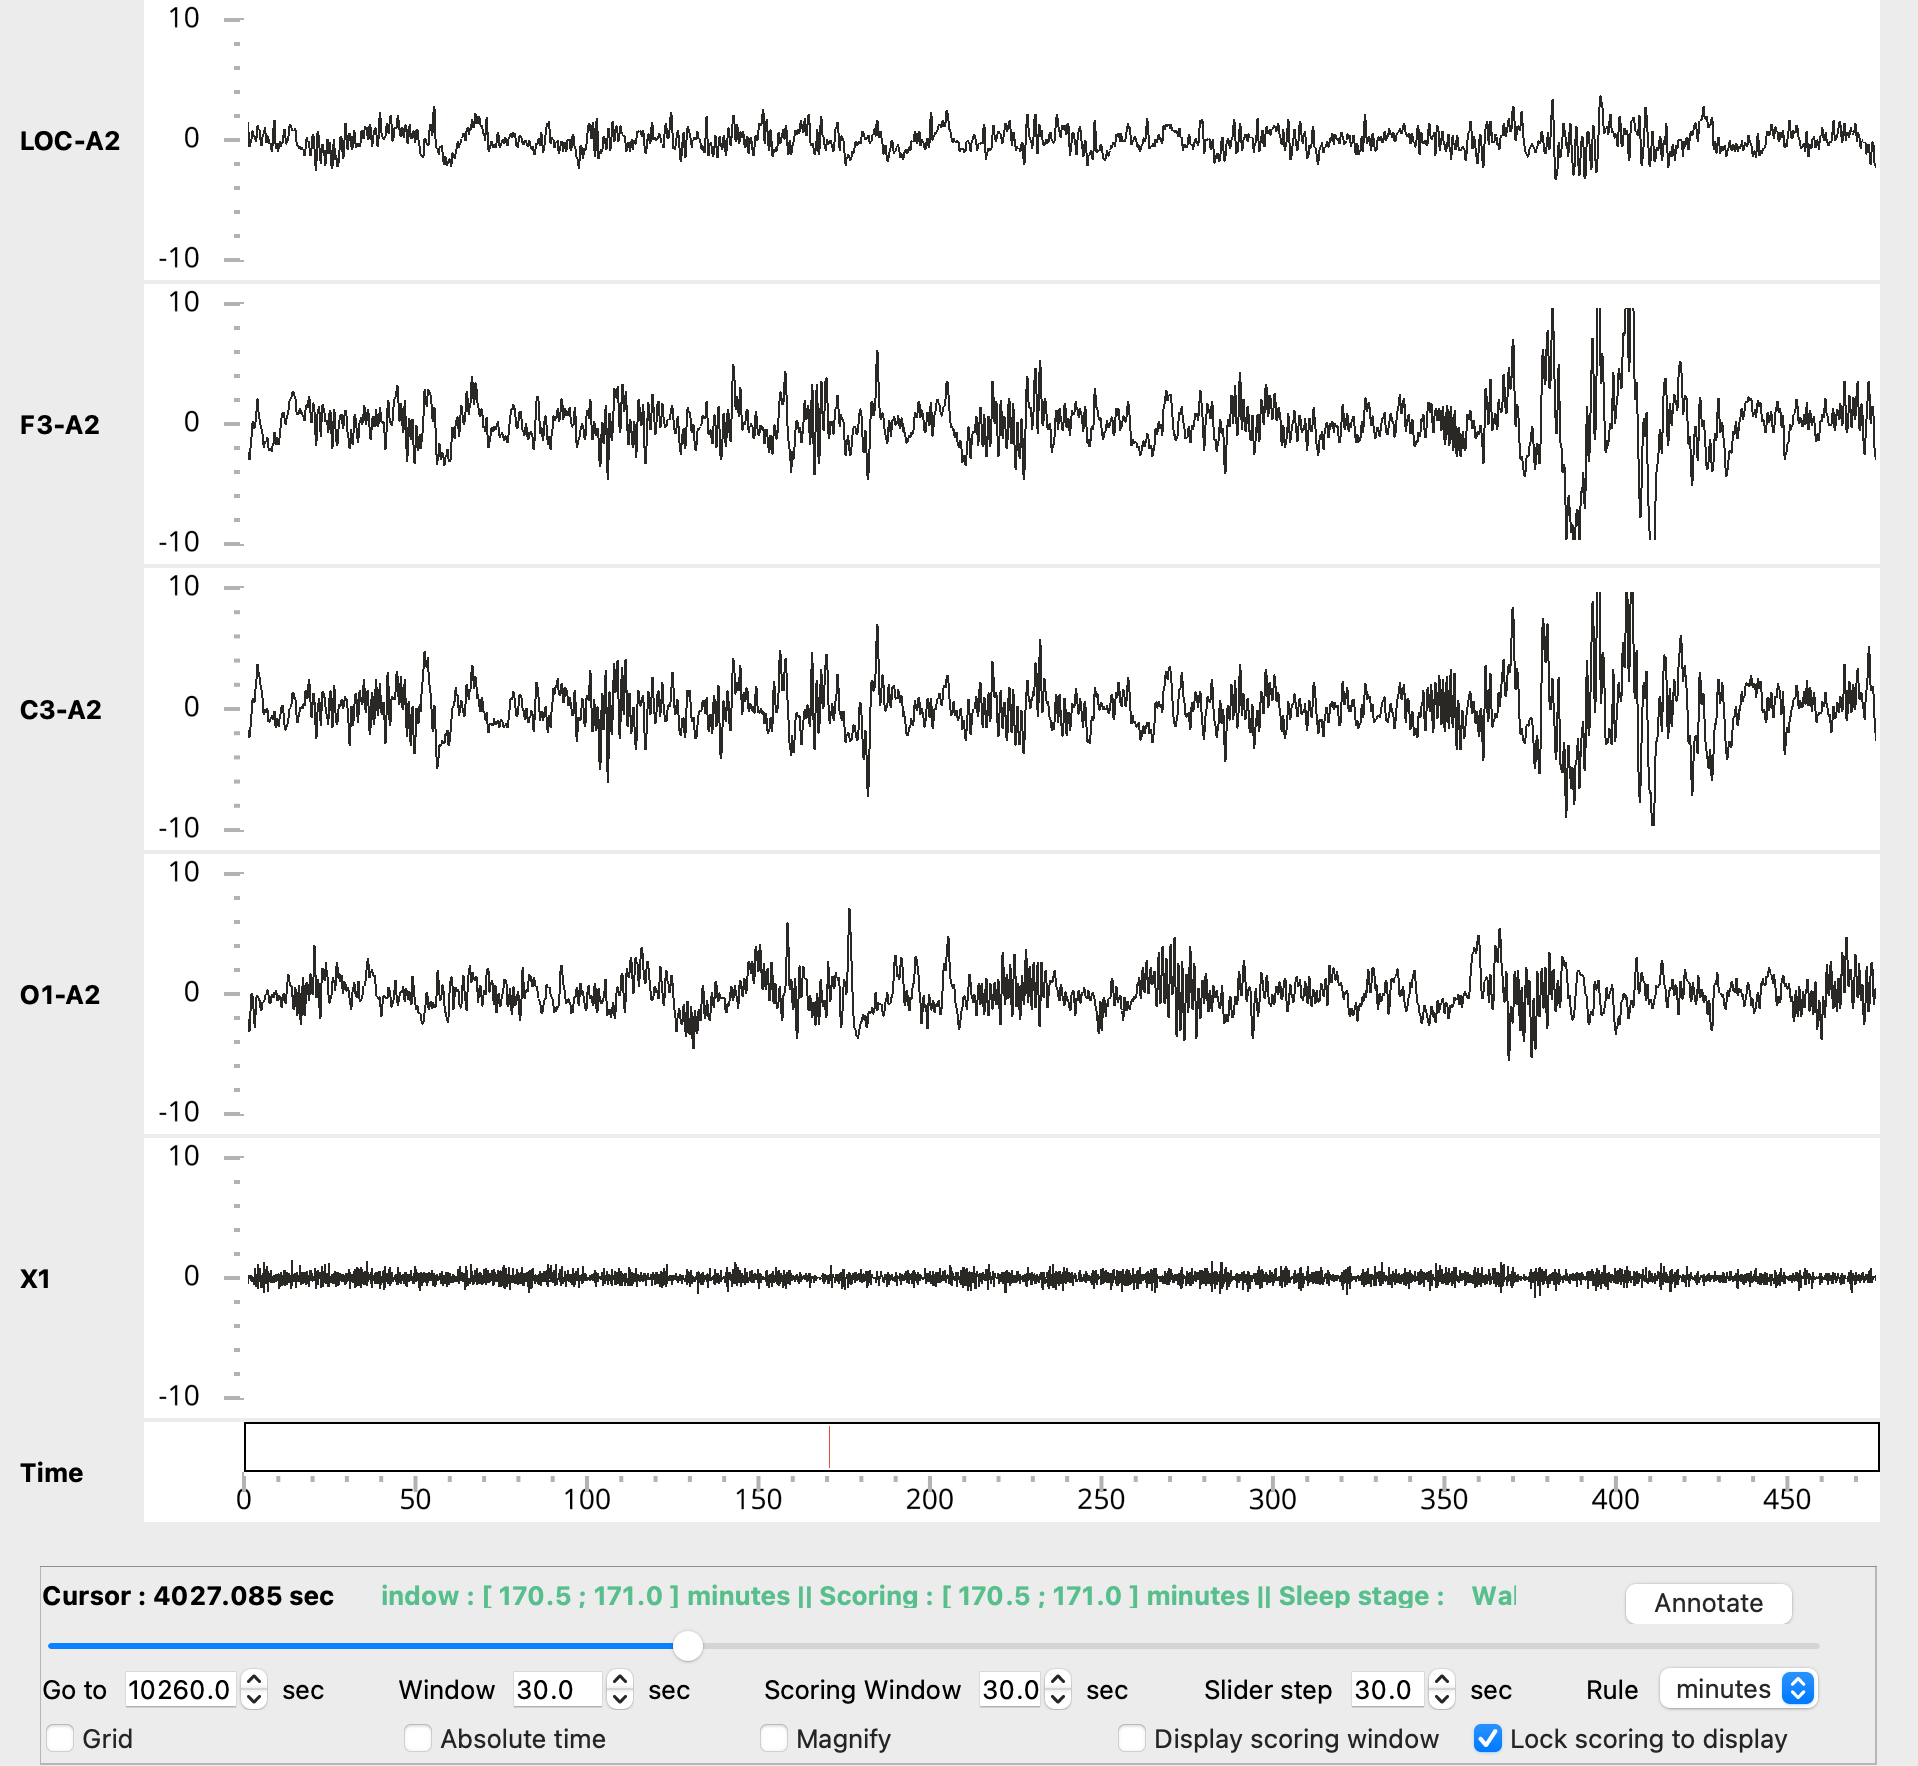 10
LOC-A2
0
-10
10
F3-A2
0
-10
10
C3-A2
0
-10
10
O1-A2
0
-10
10
X1
0
-10
Time
0 50 100 150 200 250 300 350 400 450
Cursor : 4027.085 sec indow : [ 170.5 ; 171.0 ] minutes || Scoring : [ 170.5 ; 171.0 ] minutes || Sleep stage : Wal Annotate
Go to 10260.0 sec Window 30.0 sec Scoring Window 30.0 sec Slider step 30.0 sec Rule minutes
Grid Absolute time Magnify Display scoring window Lock scoring to display